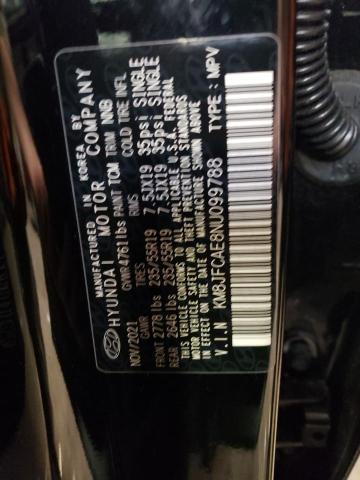 MANUFACTURED IN KOREA BY
HYUNDAI MOTOR COMPANY
NOV/2021 GVWR 4761lbs PAINT TCM TRIM NNB
GAWR TIRES COLD TIRE INFL.
FRONT 2778 lbs 235/55R19 7.5JX19 35psi SINGLE
REAR 2646 lbs 235/55R19 7.5JX19 35psi SINGLE
THIS VEHICLE CONFORMS TO ALL APPLICABLE U.S.A. FEDERAL
MOTOR VEHICLE SAFETY AND STANDARDS
IN EFFECT ON THE DATE OF MANUFACTURE SHOWN ABOVE
V.I.N KM8JFCAE8NU099788 TYPE: MPV